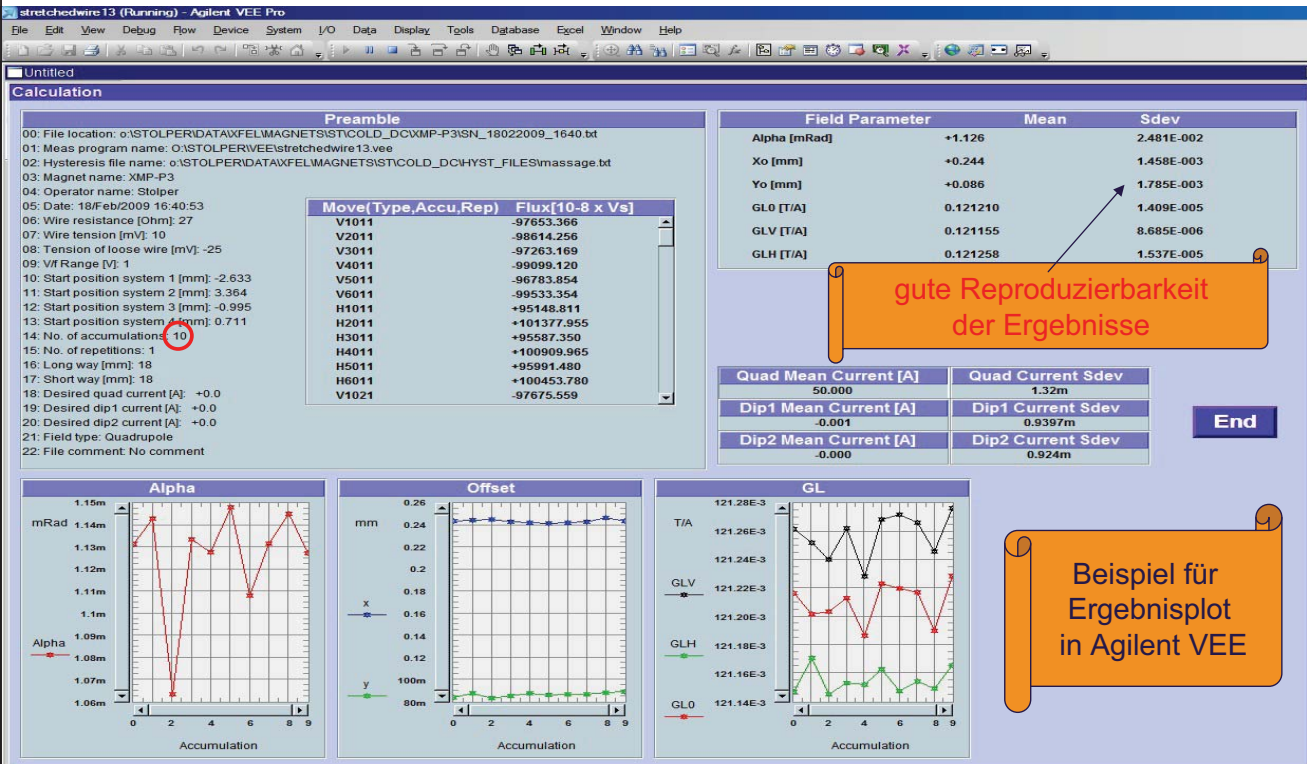 stretchedwire13 (Running) - Agilent VEE Pro
File Edit View Debug Flow Device System I/O Data Display Tools Database Excel Window Help
Untitled
Calculation
Preamble
00: File location: o:\STOLPER\DATA\XFEL\MAGNETS\ST\COLD_DC\XMP-P3\SN_18022009_1640.txt
01: Meas program name: O:\STOLPER\VEE\stretchedwire13.vee
02: Hysteresis file name: o:\STOLPER\DATA\XFEL\MAGNETS\ST\COLD_DC\HYST_FILES\massage.txt
03: Magnet name: XMP-P3
04: Operator name: Stolper
05: Date: 18/Feb/2009 16:40:53
06: Wire resistance [Ohm]: 27
07: Wire tension [mV]: 10
08: Tension of loose wire [mV]: -25
09: V/f Range [V]: 1
10: Start position system 1 [mm]: -2.633
11: Start position system 2 [mm]: 3.364
12: Start position system 3 [mm]: -0.995
13: Start position system 4 [mm]: 0.711
14: No. of accumulations: 10
15: No. of repetitions: 1
16: Long way [mm]: 18
17: Short way [mm]: 18
18: Desired quad current [A]: +0.0
19: Desired dip1 current [A]: +0.0
20: Desired dip2 current [A]: +0.0
21: Field type: Quadrupole
22: File comment: No comment
Move(Type,Accu,Rep) Flux[10-8 x Vs]
V1011 -97653.366
V2011 -98614.256
V3011 -97263.169
V4011 -99099.120
V5011 -96783.854
V6011 -99533.354
H1011 +95148.811
H2011 +101377.955
H3011 +95587.350
H4011 +100909.965
H5011 +95991.480
H6011 +100453.780
V1021 -97675.559
Field Parameter Mean Sdev
Alpha [mRad] +1.126 2.481E-002
Xo [mm] +0.244 1.458E-003
Yo [mm] +0.086 1.785E-003
GL0 [T/A] 0.121210 1.409E-005
GLV [T/A] 0.121155 8.685E-006
GLH [T/A] 0.121258 1.537E-005
gute Reproduzierbarkeit
der Ergebnisse
Quad Mean Current [A] Quad Current Sdev
50.000 1.32m
Dip1 Mean Current [A] Dip1 Current Sdev
-0.001 0.9397m
Dip2 Mean Current [A] Dip2 Current Sdev
-0.000 0.924m
End
Alpha
mRad
Alpha
1.15m
1.14m
1.13m
1.12m
1.11m
1.1m
1.09m
1.08m
1.07m
1.06m
0 2 4 6 8 9
Accumulation
Offset
mm
x
y
0.26
0.24
0.22
0.2
0.18
0.16
0.14
0.12
100m
80m
0 2 4 6 8 9
Accumulation
GL
T/A
GLV
GLH
GL0
121.28E-3
121.26E-3
121.24E-3
121.22E-3
121.20E-3
121.18E-3
121.16E-3
121.14E-3
0 2 4 6 8 9
Accumulation
Beispiel für
Ergebnisplot
in Agilent VEE